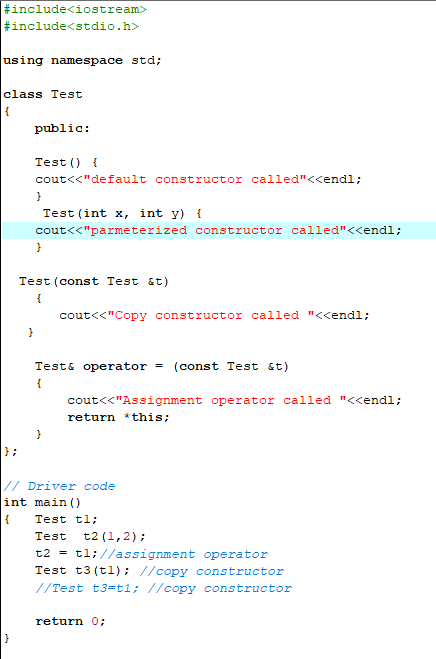 #include<iostream>
#include<stdio.h>
using namespace std;
class Test
{
public:
Test() {
cout<<"default constructor called"<<endl;
}
Test(int x, int y) {
cout<<"parmeterized constructor called"<<endl;
}
Test(const Test &t)
{
cout<<"Copy constructor called "<<endl;
}
Test& operator = (const Test &t)
{
cout<<"Assignment operator called "<<endl;
return *this;
}
};
// Driver code
int main()
{   Test t1;
Test  t2(1,2);
t2 = t1;//assignment operator
Test t3(t1); //copy constructor
//Test t3=t1; //copy constructor
return 0;
}